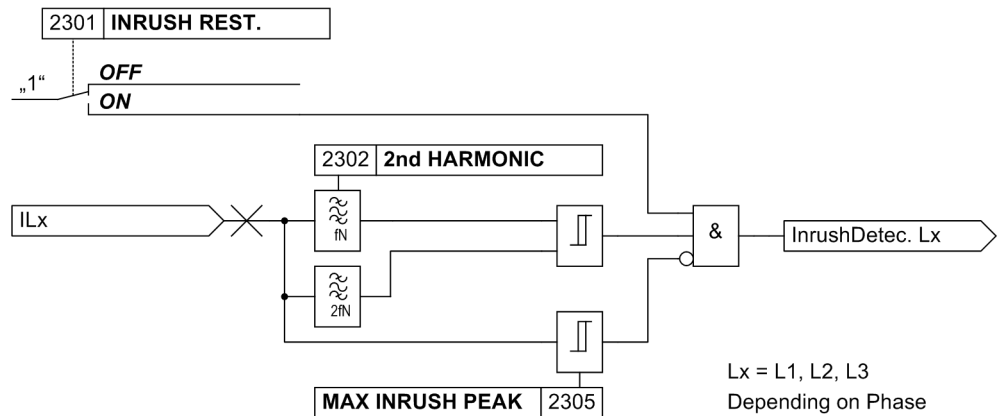 2301 INRUSH REST.
„1“
OFF
ON
2302 2nd HARMONIC
ILx
fN
&
InrushDetec. Lx
2fN
MAX INRUSH PEAK 2305
Lx = L1, L2, L3
Depending on Phase